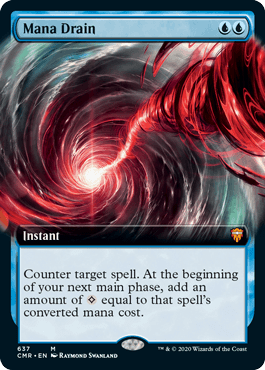 Mana Drain
Instant
Counter target spell. At the beginning
of your next main phase, add an
amount of equal to that spell's
converted mana cost.
637 M
CMR • EN RAYMOND SWANLAND
™ & © 2020 Wizards of the Coast